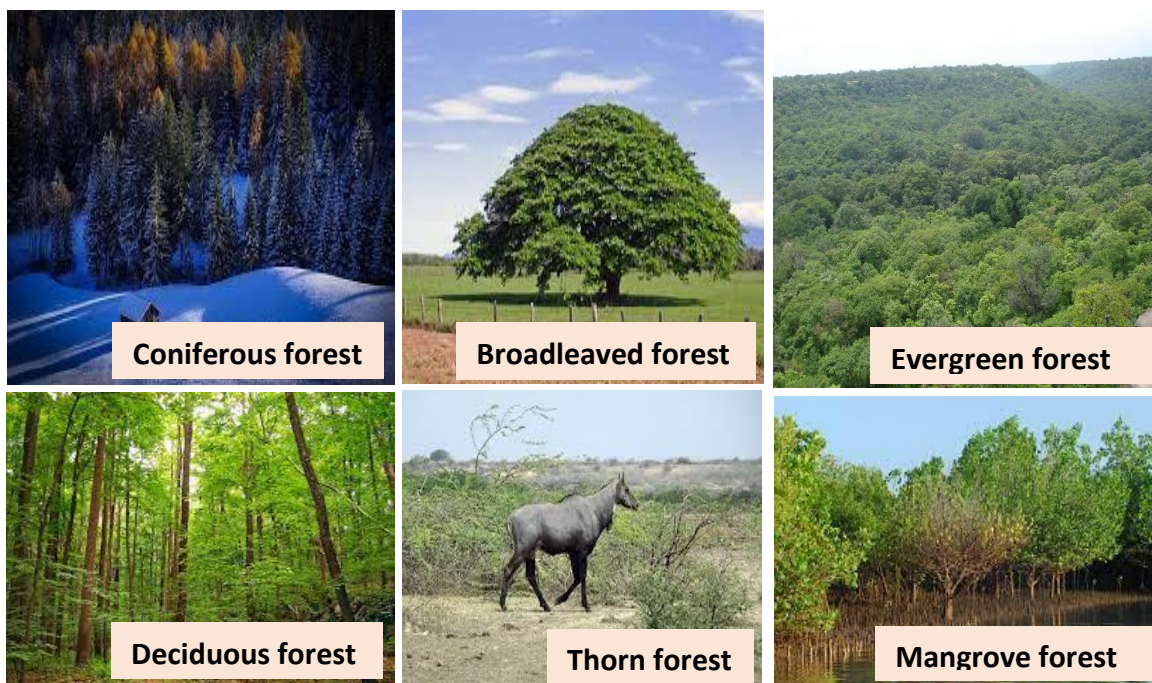 Coniferous forest
Broadleaved forest
Evergreen forest
Deciduous forest
Thorn forest
Mangrove forest